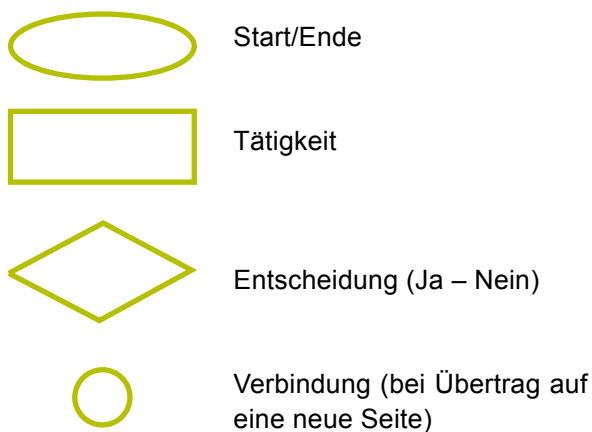 Start/Ende
Tätigkeit
Entscheidung (Ja – Nein)
Verbindung (bei Übertrag auf
eine neue Seite)